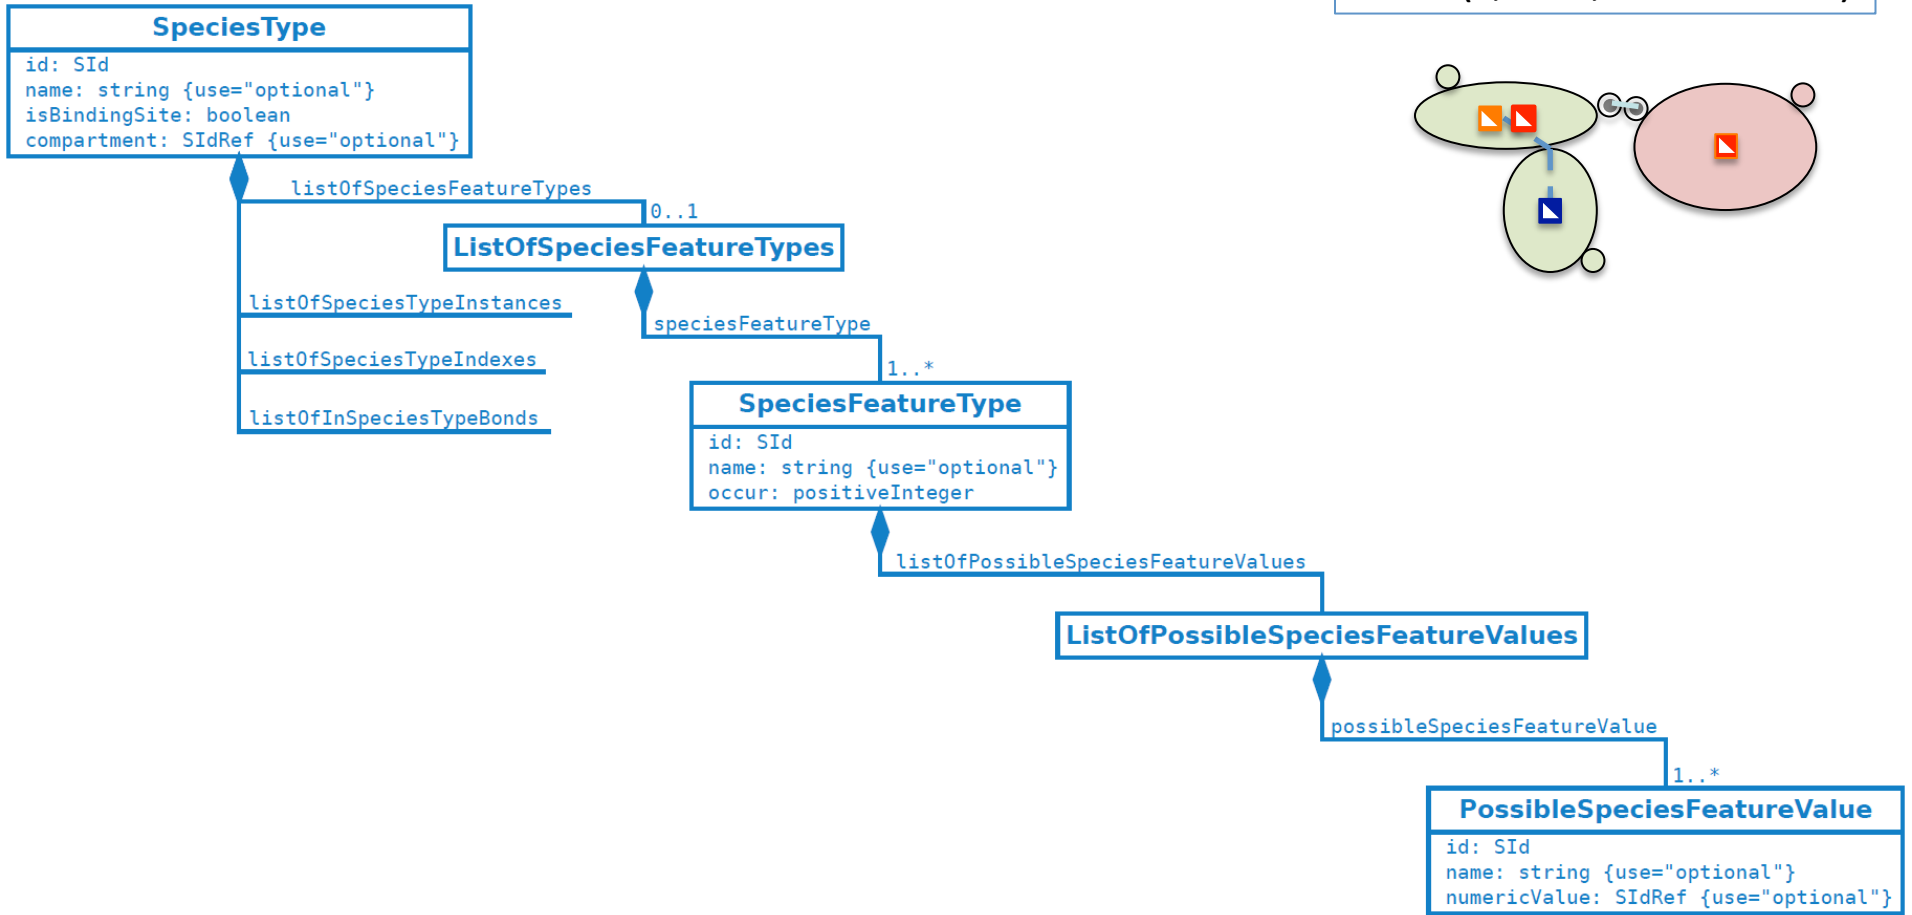 SpeciesType
id: SId
name: string {use="optional"}
isBindingSite: boolean
compartment: SIdRef {use="optional"}
listOfSpeciesFeatureTypes
0..1
ListOfSpeciesFeatureTypes
listOfSpeciesTypeInstances
speciesFeatureType
listOfSpeciesTypeIndexes
1..*
listOfInSpeciesTypeBonds
SpeciesFeatureType
id: SId
name: string {use="optional"}
occur: positiveInteger
listOfPossibleSpeciesFeatureValues
ListOfPossibleSpeciesFeatureValues
possibleSpeciesFeatureValue
1..*
PossibleSpeciesFeatureValue
id: SId
name: string {use="optional"}
numericValue: SIdRef {use="optional"}